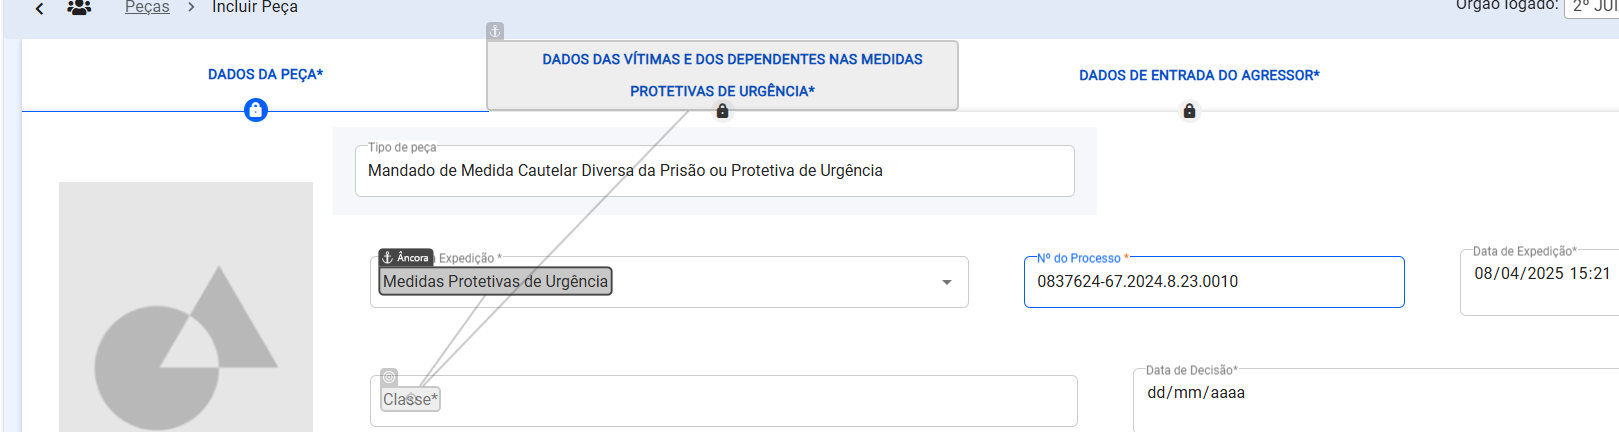 Peças > Incluir Peça
Órgão logado:
2º JUI
DADOS DA PEÇA*
DADOS DAS VÍTIMAS E DOS DEPENDENTES NAS MEDIDAS
PROTETIVAS DE URGÊNCIA*
DADOS DE ENTRADA DO AGRESSOR*
Tipo de peça
Mandado de Medida Cautelar Diversa da Prisão ou Protetiva de Urgência
Âncora
Expedição *
Medidas Protetivas de Urgência
Nº do Processo *
0837624-67.2024.8.23.0010
Data de Expedição*
08/04/2025 15:21
Classe*
Data de Decisão*
dd/mm/aaaa